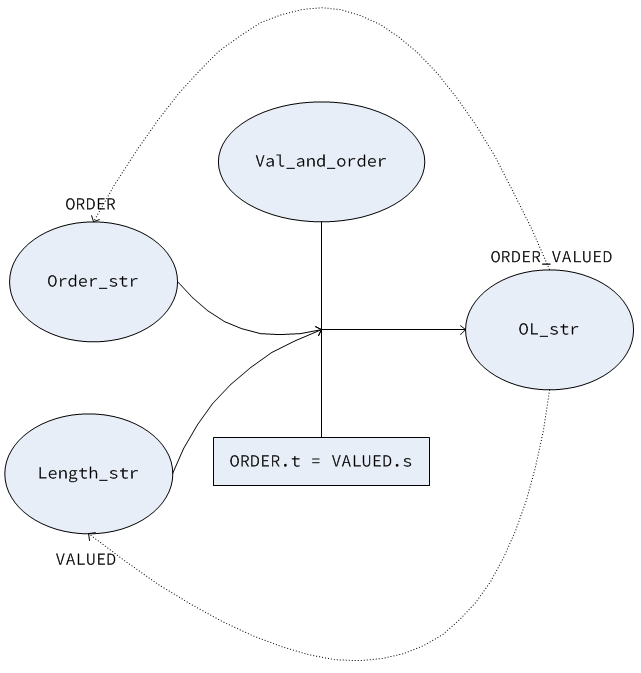 Val_and_order
ORDER
Order_str
ORDER_VALUED
OL_str
Length_str
ORDER.t = VALUED.s
VALUED